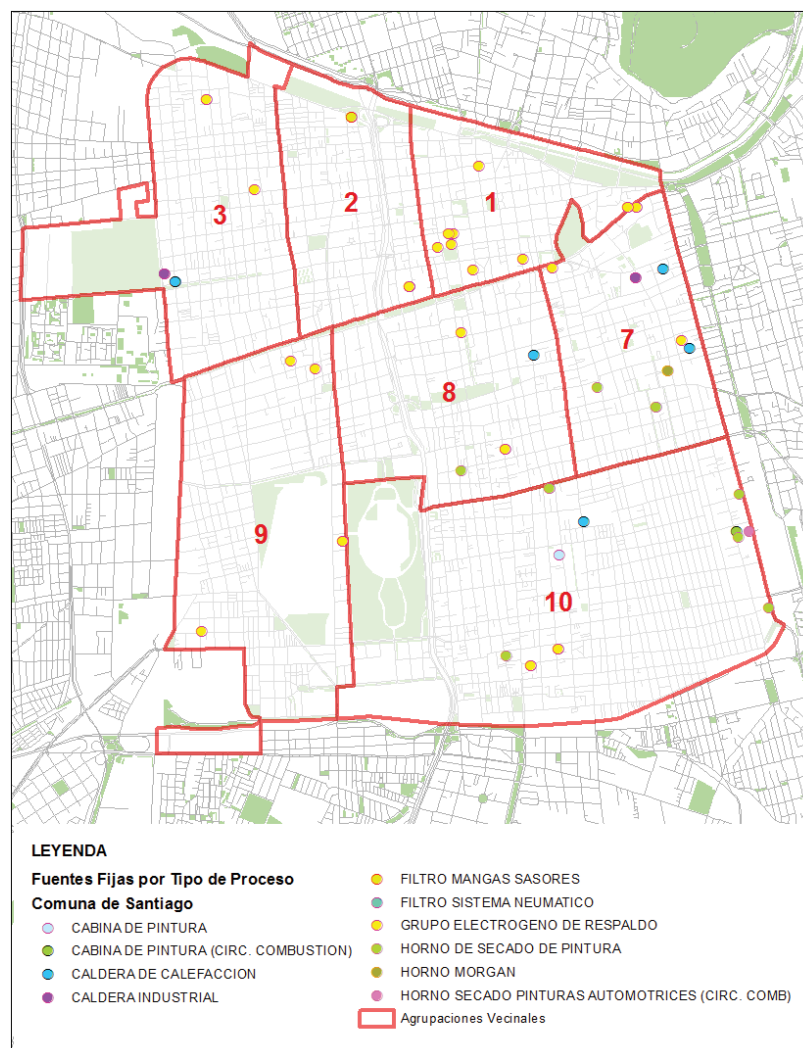 1
2
3
7
8
9
10
LEYENDA
Fuentes Fijas por Tipo de Proceso
Comuna de Santiago
CABINA DE PINTURA
CABINA DE PINTURA (CIRC. COMBUSTION)
CALDERA DE CALEFACCION
CALDERA INDUSTRIAL
FILTRO MANGAS SASORES
FILTRO SISTEMA NEUMATICO
GRUPO ELECTROGENO DE RESPALDO
HORNO DE SECADO DE PINTURA
HORNO MORGAN
HORNO SECADO PINTURAS AUTOMOTRICES (CIRC. COMB)
Agrupaciones Vecinales